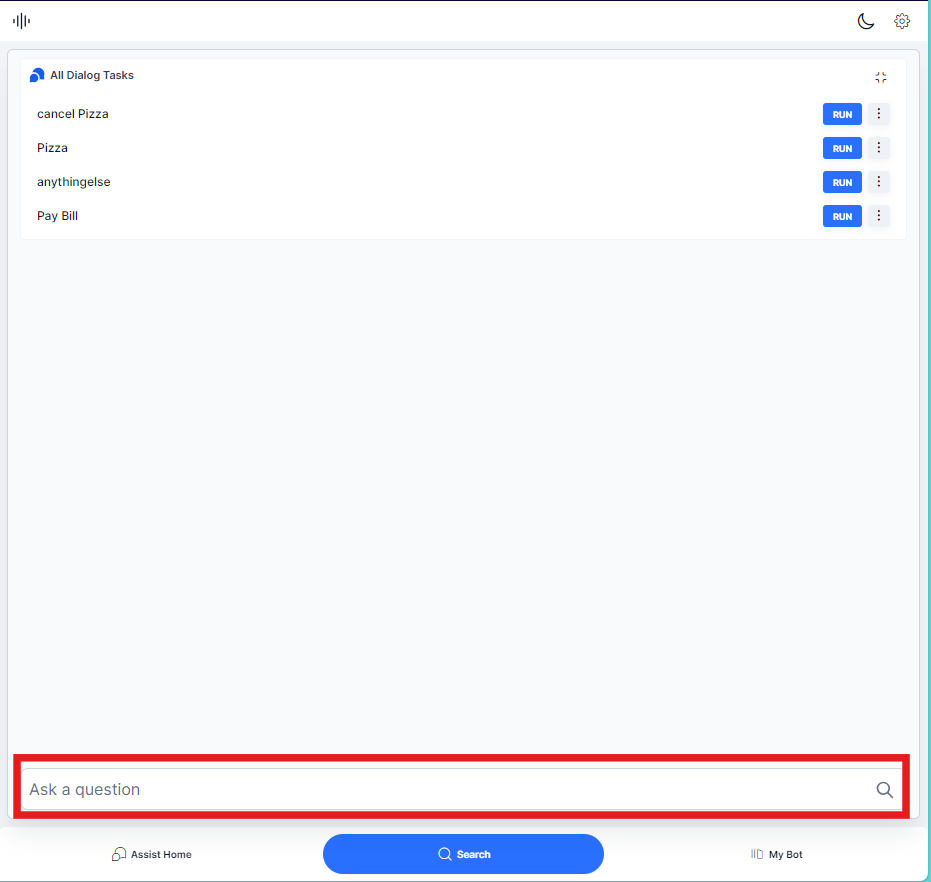 All Dialog Tasks
cancel Pizza RUN
Pizza RUN
anythingelse RUN
Pay Bill RUN
Ask a question
Assist Home Search My Bot